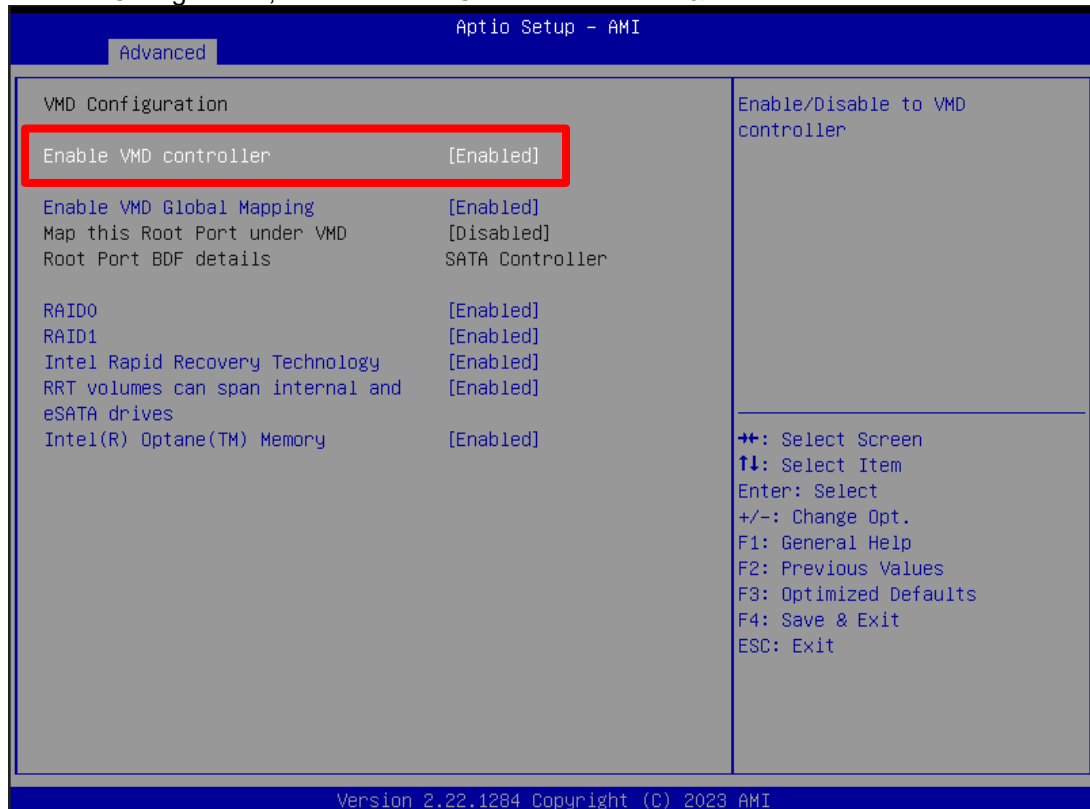 Aptio Setup - AMI
Advanced
VMD Configuration
Enable VMD controller [Enabled]
Enable VMD Global Mapping [Enabled]
Map this Root Port under VMD [Disabled]
Root Port BDF details SATA Controller
RAID0 [Enabled]
RAID1 [Enabled]
Intel Rapid Recovery Technology [Enabled]
RRT volumes can span internal and [Enabled]
eSATA drives
Intel(R) Optane(TM) Memory [Enabled]
Enable/Disable to VMD
controller
→←: Select Screen
↑↓: Select Item
Enter: Select
+/-: Change Opt.
F1: General Help
F2: Previous Values
F3: Optimized Defaults
F4: Save & Exit
ESC: Exit
Version 2.22.1284 Copyright (C) 2023 AMI